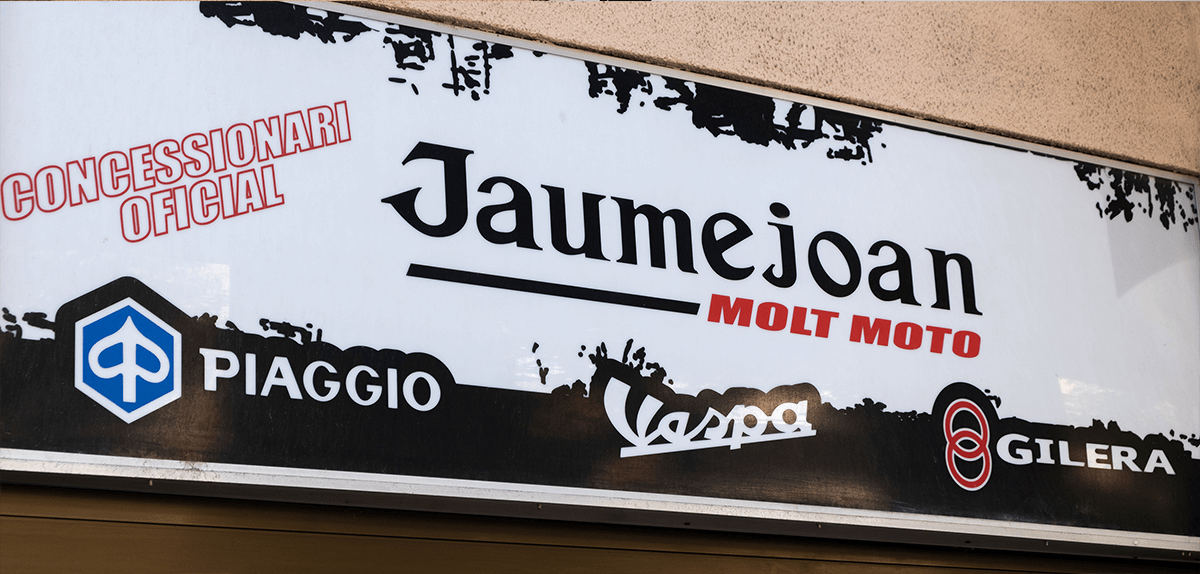 CONCESSIONARI
OFICIAL
Jaumejoan
MOLT MOTO
PIAGGIO
Vespa
GILERA